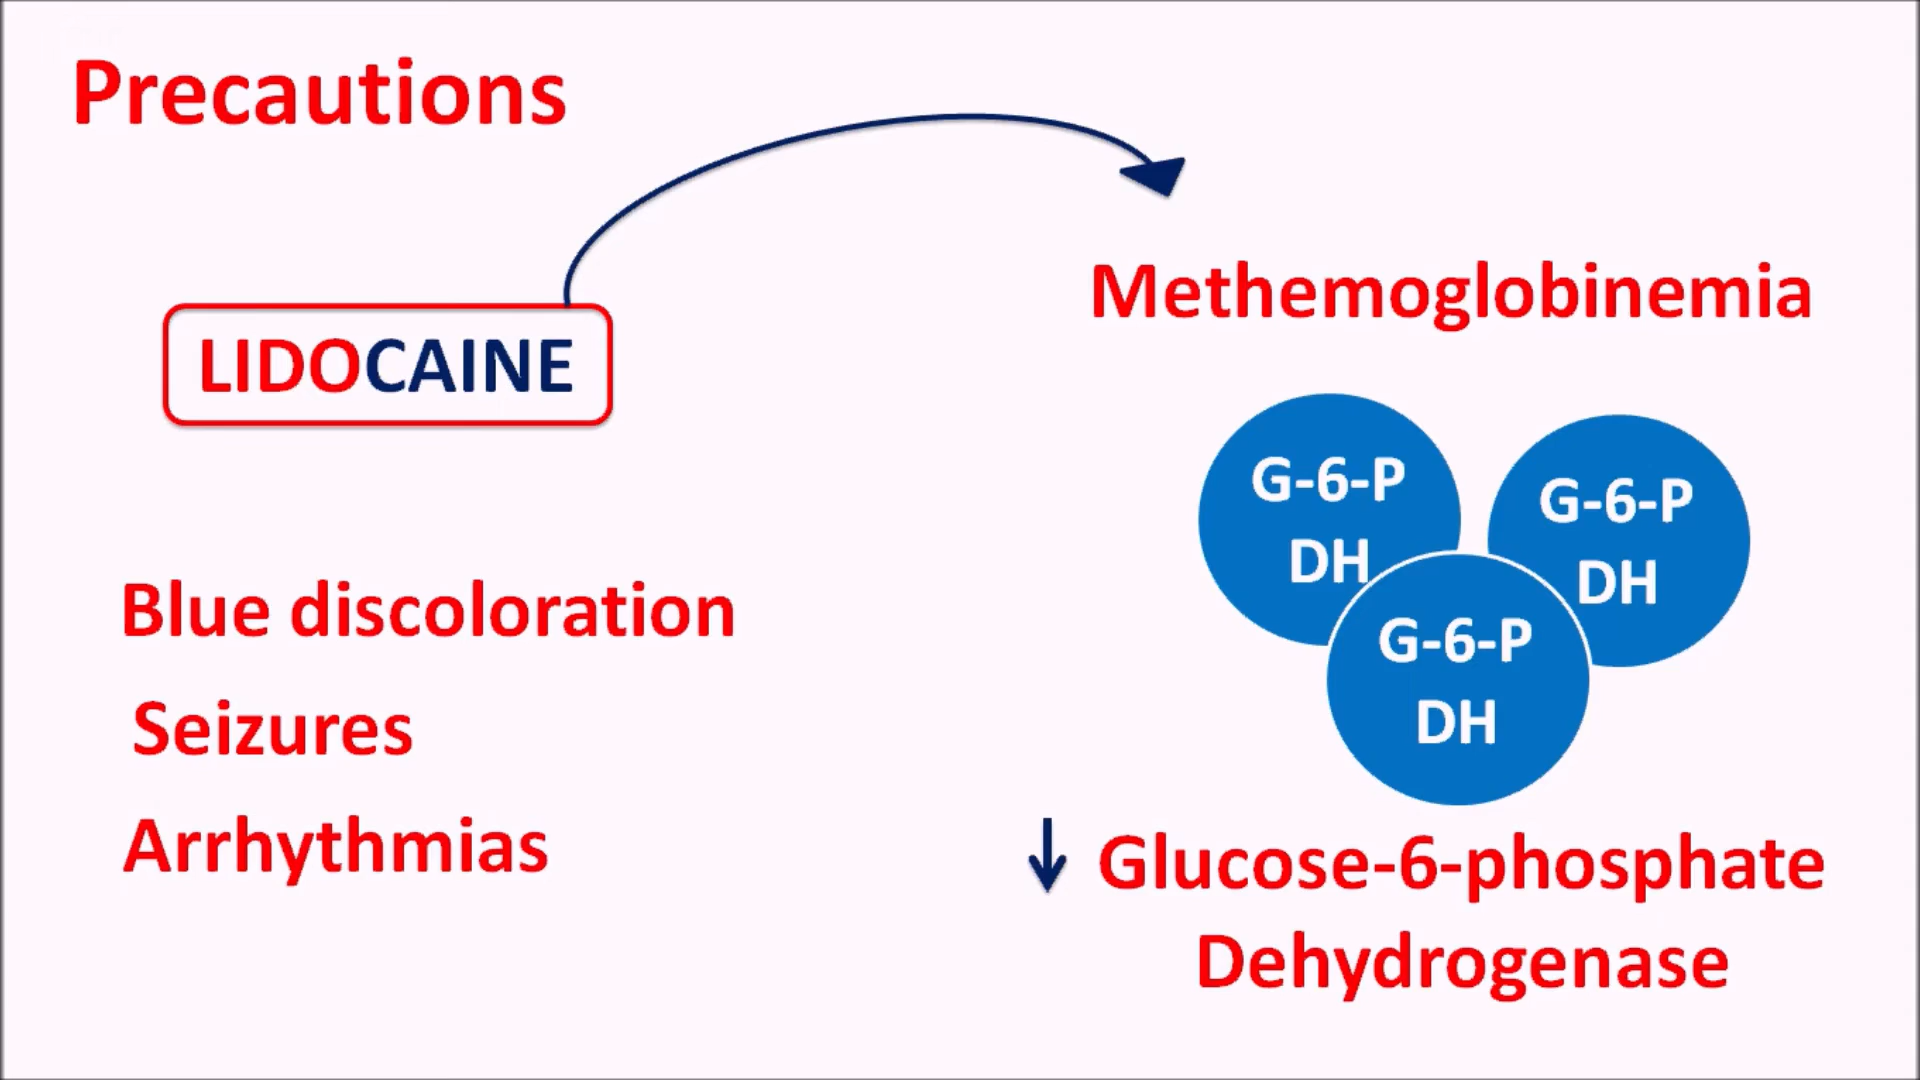 Precautions
LIDOCAINE
Blue discoloration
Seizures
Arrhythmias
Methemoglobinemia
G-6-P
DH
G-6-P
DH
G-6-P
DH
↓ Glucose-6-phosphate
Dehydrogenase